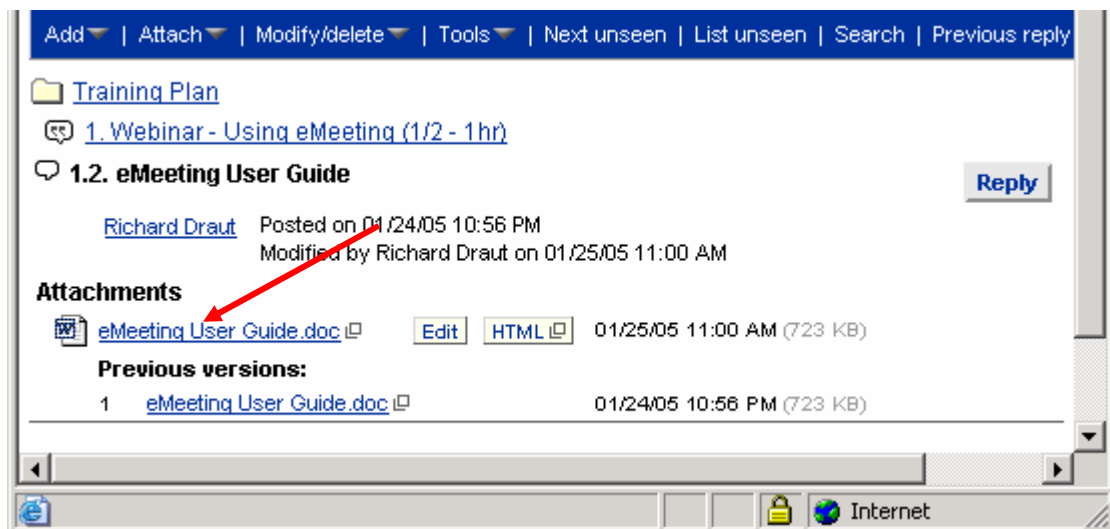 Add | Attach | Modify/delete | Tools | Next unseen | List unseen | Search | Previous reply
Training Plan
1. Webinar - Using eMeeting (1/2 - 1hr)
1.2. eMeeting User Guide
Reply
Richard Draut Posted on 01/24/05 10:56 PM
Modified by Richard Draut on 01/25/05 11:00 AM
Attachments
eMeeting User Guide.doc Edit HTML 01/25/05 11:00 AM (723 KB)
Previous versions:
1 eMeeting User Guide.doc 01/24/05 10:56 PM (723 KB)
Internet